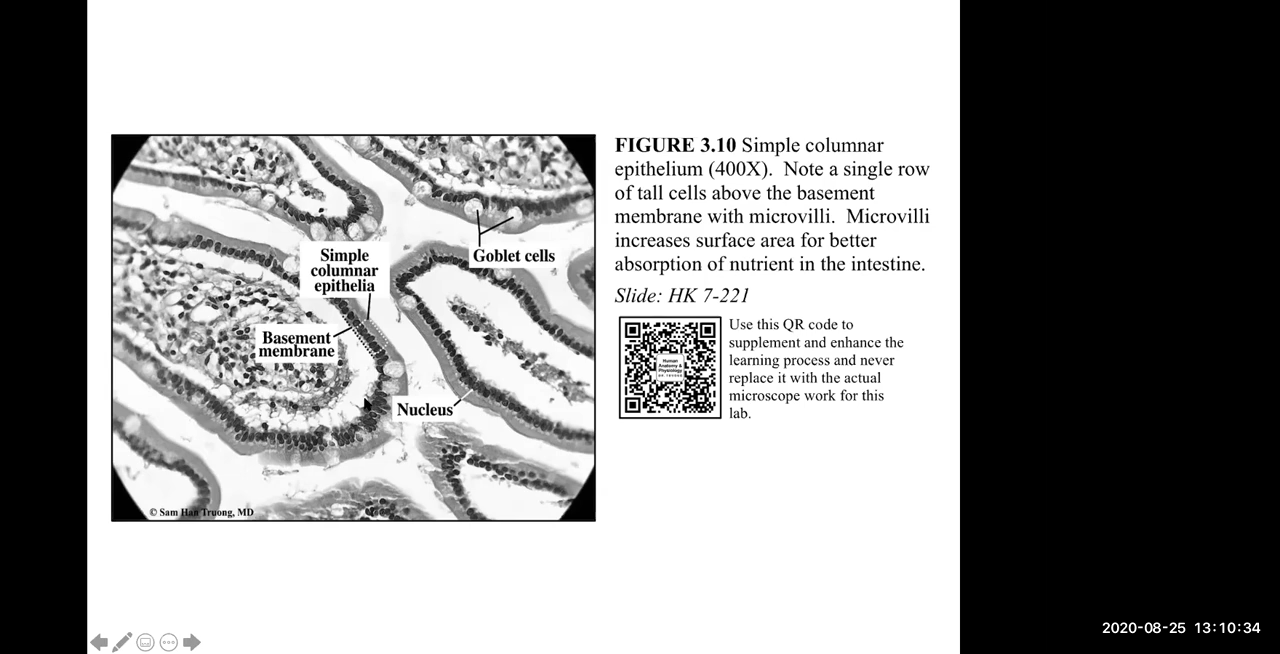 FIGURE 3.10 Simple columnar
epithelium (400X).  Note a single row
of tall cells above the basement
membrane with microvilli.  Microvilli
increases surface area for better
absorption of nutrient in the intestine.
Slide: HK 7-221
Use this QR code to
supplement and enhance the
learning process and never
replace it with the actual
microscope work for this
lab.
Human
Anatomy &
Physiology
Goblet cells
Simple
columnar
epithelia
Basement
membrane
Nucleus
© Sam Han Truong, MD
2020-08-25 13:10:34